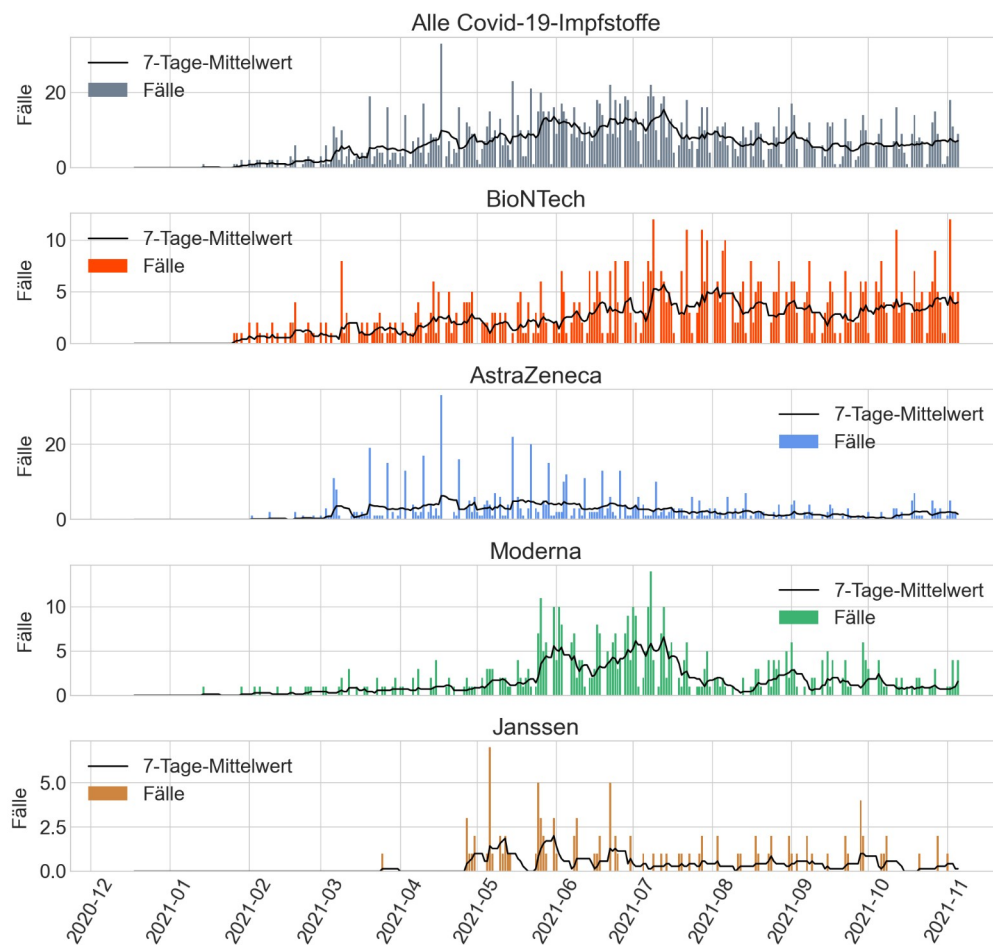 Alle Covid-19-Impfstoffe
7-Tage-Mittelwert
Fälle
Fälle
20
0
BioNTech
7-Tage-Mittelwert
Fälle
Fälle
10
5
0
AstraZeneca
7-Tage-Mittelwert
Fälle
Fälle
20
0
Moderna
7-Tage-Mittelwert
Fälle
Fälle
10
5
0
Janssen
7-Tage-Mittelwert
Fälle
Fälle
5.0
2.5
0.0
2020-12
2021-01
2021-02
2021-03
2021-04
2021-05
2021-06
2021-07
2021-08
2021-09
2021-10
2021-11